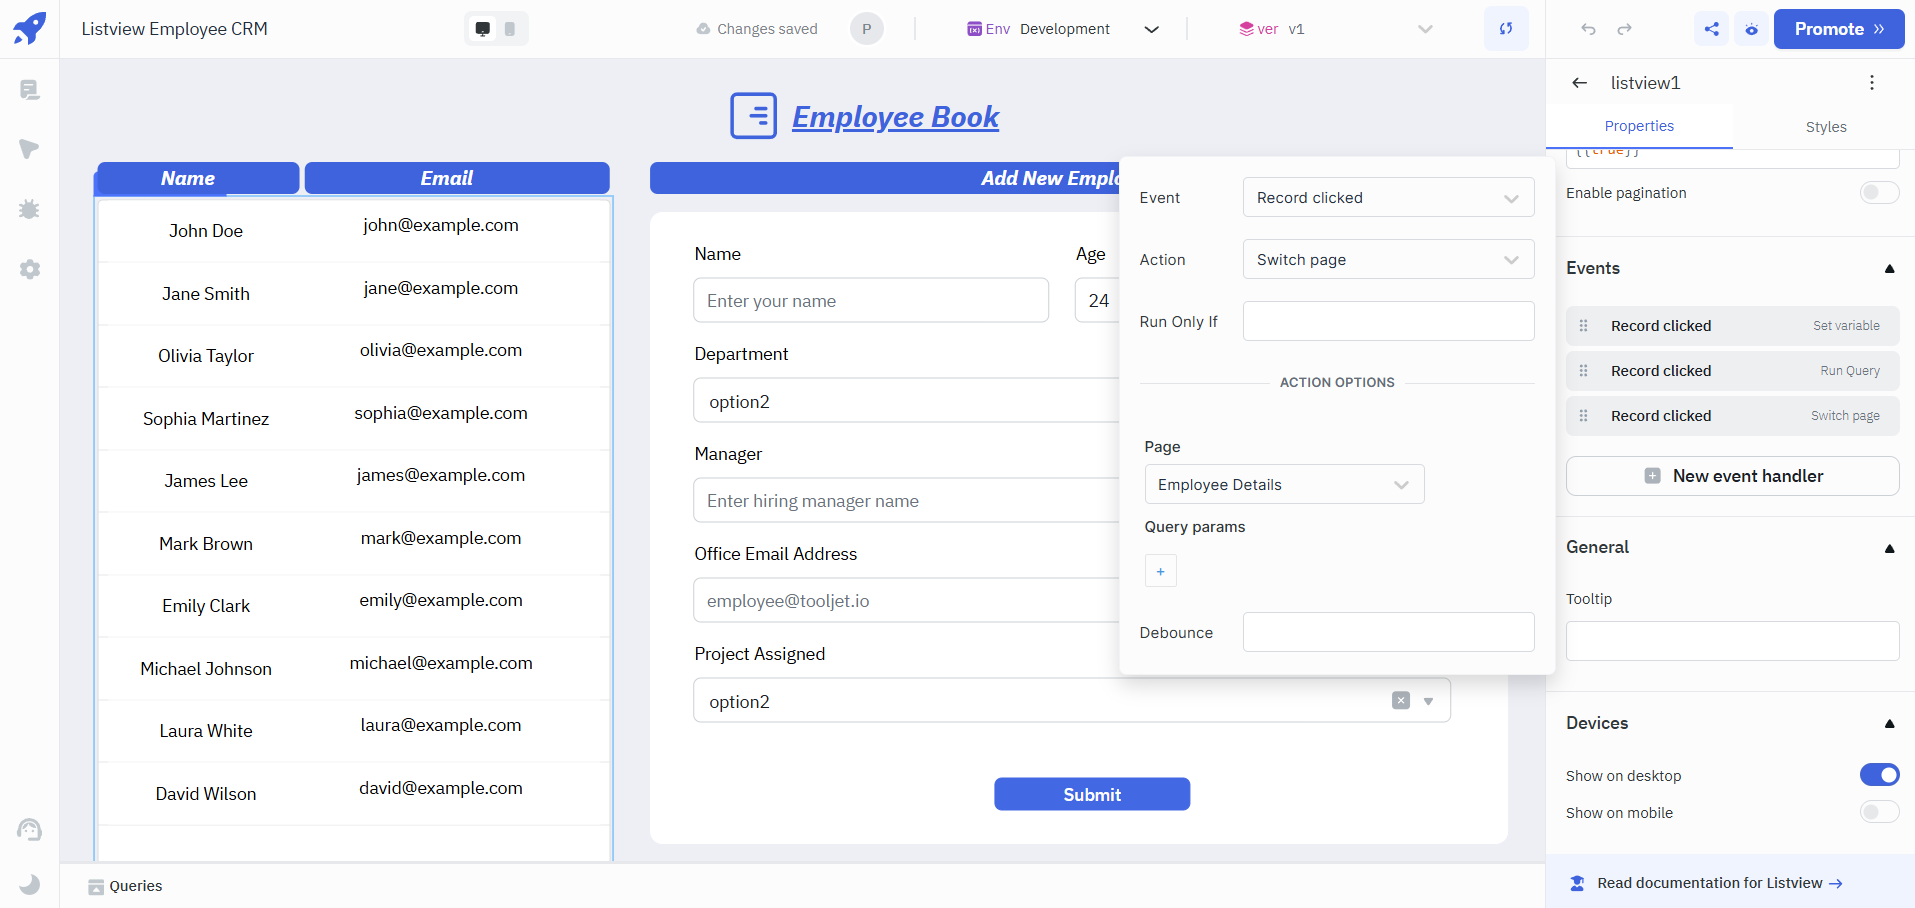 Listview Employee CRM
Changes saved
P
Env Development
ver v1
Promote
Employee Book
listview1
Properties
Styles
{{true}}
Enable pagination
Name
Email
Add New Emplo
John Doe
john@example.com
Jane Smith
jane@example.com
Olivia Taylor
olivia@example.com
Sophia Martinez
sophia@example.com
James Lee
james@example.com
Mark Brown
mark@example.com
Emily Clark
emily@example.com
Michael Johnson
michael@example.com
Laura White
laura@example.com
David Wilson
david@example.com
Name
Age
Enter your name
24
Department
option2
Manager
Enter hiring manager name
Office Email Address
employee@tooljet.io
Project Assigned
option2
Submit
Event
Record clicked
Action
Switch page
Run Only If
ACTION OPTIONS
Page
Employee Details
Query params
+
Debounce
Events
Record clicked
Set variable
Record clicked
Run Query
Record clicked
Switch page
New event handler
General
Tooltip
Devices
Show on desktop
Show on mobile
Queries
Read documentation for Listview →